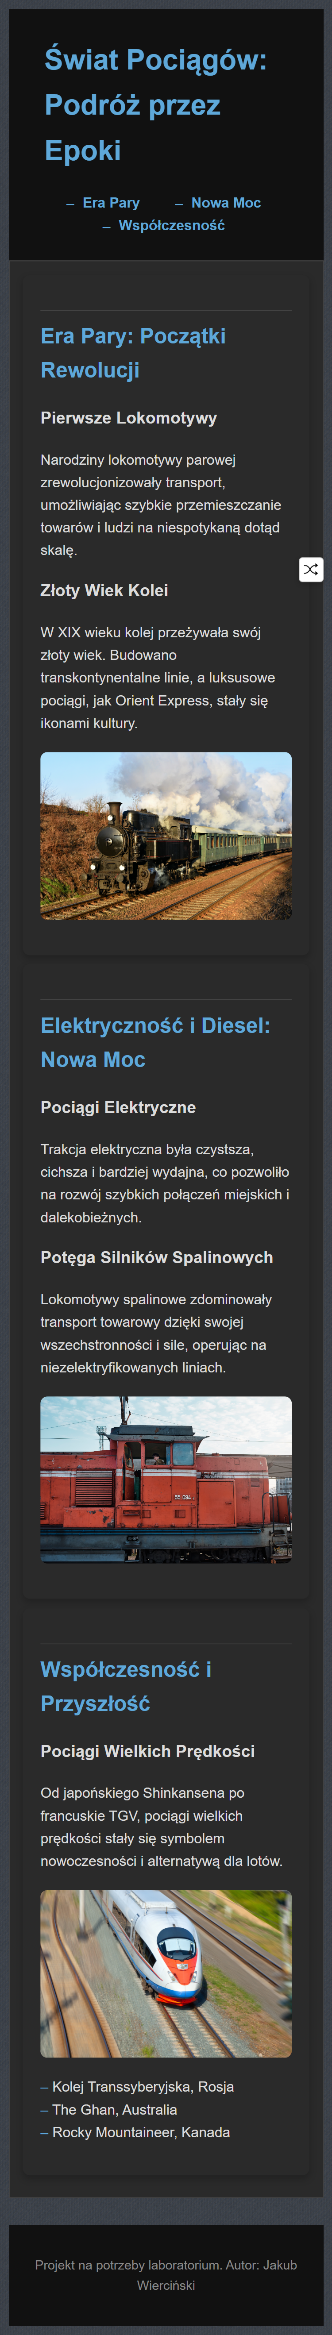 Świat Pociągów:
Podróż przez
Epoki
– Era Pary – Nowa Moc
– Współczesność
Era Pary: Początki
Rewolucji
Pierwsze Lokomotywy
Narodziny lokomotywy parowej
zrewolucjonizowały transport,
umożliwiając szybkie przemieszczanie
towarów i ludzi na niespotykaną dotąd
skalę.
Złoty Wiek Kolei
W XIX wieku kolej przeżywała swój
złoty wiek. Budowano
transkontynentalne linie, a luksusowe
pociągi, jak Orient Express, stały się
ikonami kultury.
Elektryczność i Diesel:
Nowa Moc
Pociągi Elektryczne
Trakcja elektryczna była czystsza,
cichsza i bardziej wydajna, co pozwoliło
na rozwój szybkich połączeń miejskich i
dalekobieżnych.
Potęga Silników Spalinowych
Lokomotywy spalinowe zdominowały
transport towarowy dzięki swojej
wszechstronności i sile, operując na
niezelektryfikowanych liniach.
Współczesność i
Przyszłość
Pociągi Wielkich Prędkości
Od japońskiego Shinkansena po
francuskie TGV, pociągi wielkich
prędkości stały się symbolem
nowoczesności i alternatywą dla lotów.
– Kolej Transsyberyjska, Rosja
– The Ghan, Australia
– Rocky Mountaineer, Kanada
Projekt na potrzeby laboratorium. Autor: Jakub
Wierciński